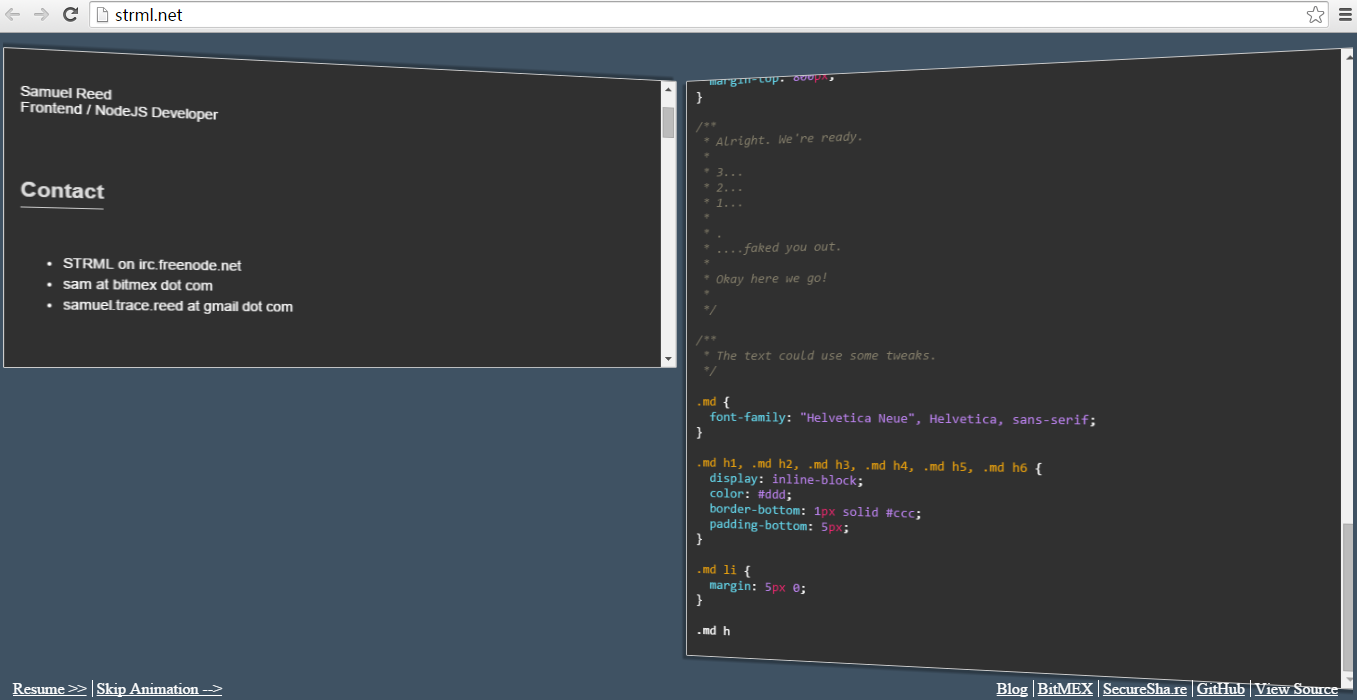 strml.net
Samuel Reed
Frontend / NodeJS Developer
Contact
• STRML on irc.freenode.net
• sam at bitmex dot com
• samuel.trace.reed at gmail dot com
margin-top: 800px;
}
/**
 * Alright. We're ready.
 *
 * 3...
 * 2...
 * 1...
 *
 * .
 * ....faked you out.
 *
 * Okay here we go!
 *
 */
/**
 * The text could use some tweaks.
 */
.md {
  font-family: "Helvetica Neue", Helvetica, sans-serif;
}
.md h1, .md h2, .md h3, .md h4, .md h5, .md h6 {
  display: inline-block;
  color: #ddd;
  border-bottom: 1px solid #ccc;
  padding-bottom: 5px;
}
.md li {
  margin: 5px 0;
}
.md h
Resume >> | Skip Animation -->
Blog | BitMEX | SecureSha.re | GitHub | View Source